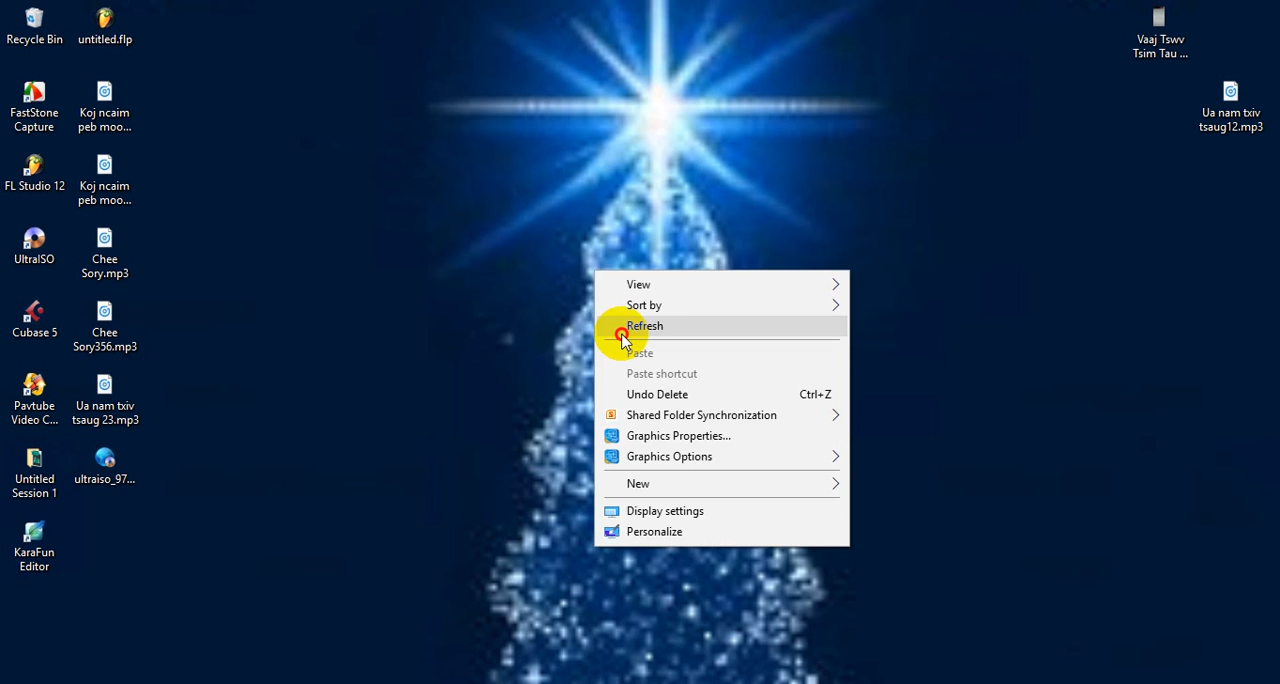 Recycle Bin
untitled.flp
FastStone
Capture
Koj ncaim
peb moo...
FL Studio 12
Koj ncaim
peb moo...
UltraISO
Chee
Sory.mp3
Cubase 5
Chee
Sory356.mp3
Pavtube
Video C...
Ua nam txiv
tsaug 23.mp3
Untitled
Session 1
ultraiso_97...
KaraFun
Editor
Vaaj Tswv
Tsim Tau ...
Ua nam txiv
tsaug12.mp3
View
Sort by
Refresh
Paste
Paste shortcut
Undo Delete Ctrl+Z
Shared Folder Synchronization
Graphics Properties...
Graphics Options
New
Display settings
Personalize